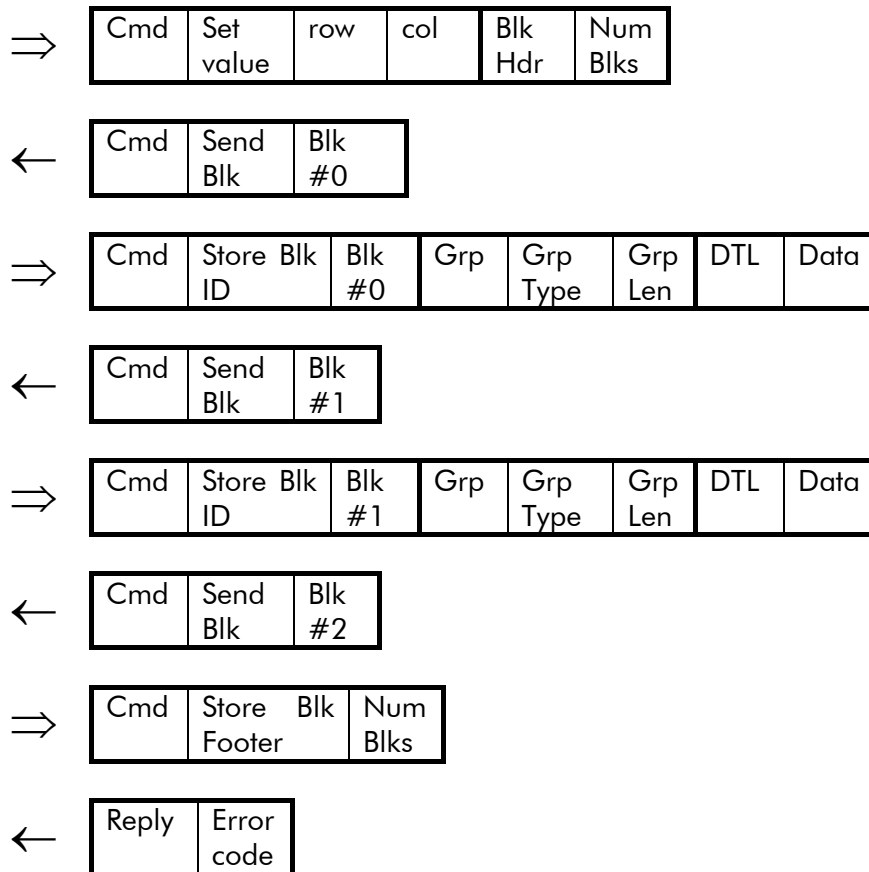 ⇒ Cmd Set value row col Blk Hdr Num Blks
← Cmd Send Blk Blk #0
⇒ Cmd Store Blk ID Blk #0 Grp Grp Type Grp Len DTL Data
← Cmd Send Blk Blk #1
⇒ Cmd Store Blk ID Blk #1 Grp Grp Type Grp Len DTL Data
← Cmd Send Blk Blk #2
⇒ Cmd Store Blk Footer Num Blks
← Reply Error code